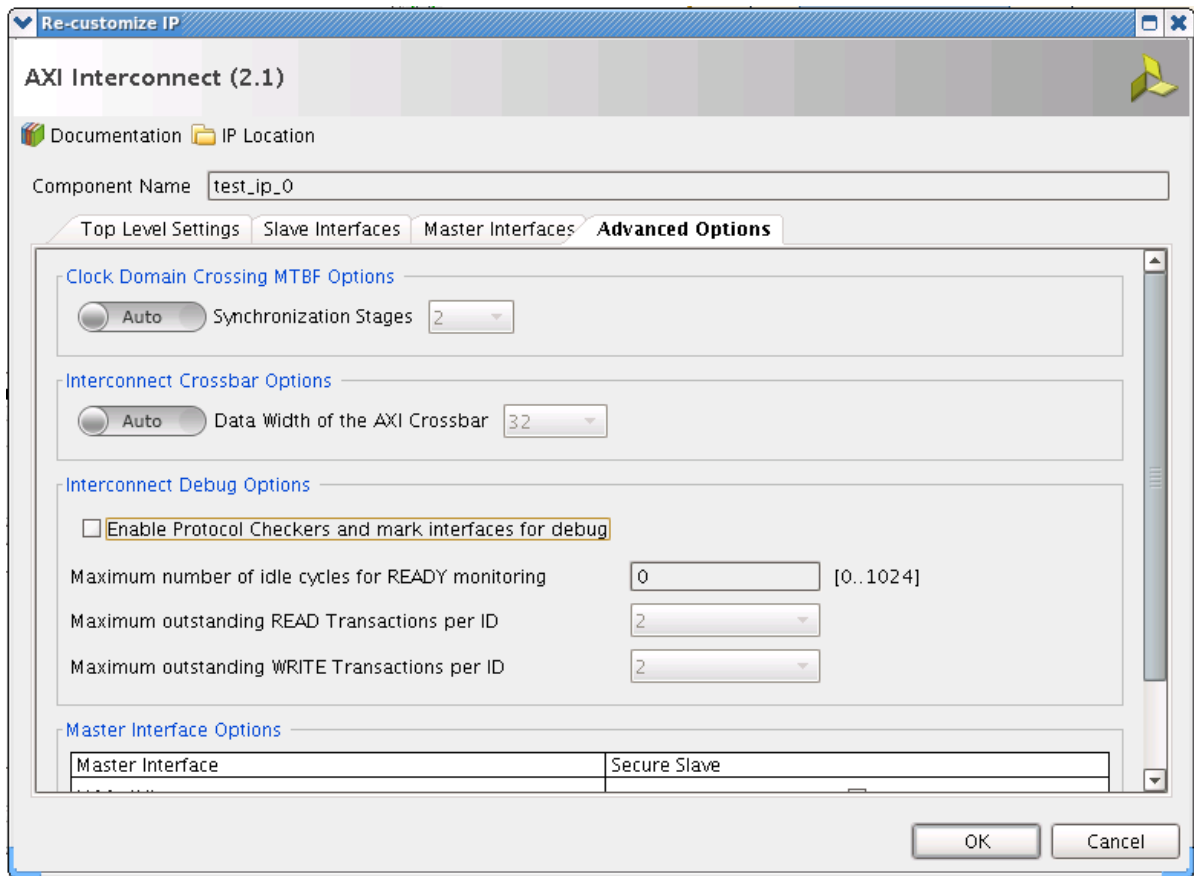 Re-customize IP
AXI Interconnect (2.1)
Documentation IP Location
Component Name test_ip_0
Top Level Settings Slave Interfaces Master Interfaces Advanced Options
Clock Domain Crossing MTBF Options
Auto Synchronization Stages 2
Interconnect Crossbar Options
Auto Data Width of the AXI Crossbar 32
Interconnect Debug Options
Enable Protocol Checkers and mark interfaces for debug
Maximum number of idle cycles for READY monitoring 0 [0..1024]
Maximum outstanding READ Transactions per ID 2
Maximum outstanding WRITE Transactions per ID 2
Master Interface Options
Master Interface Secure Slave
OK Cancel